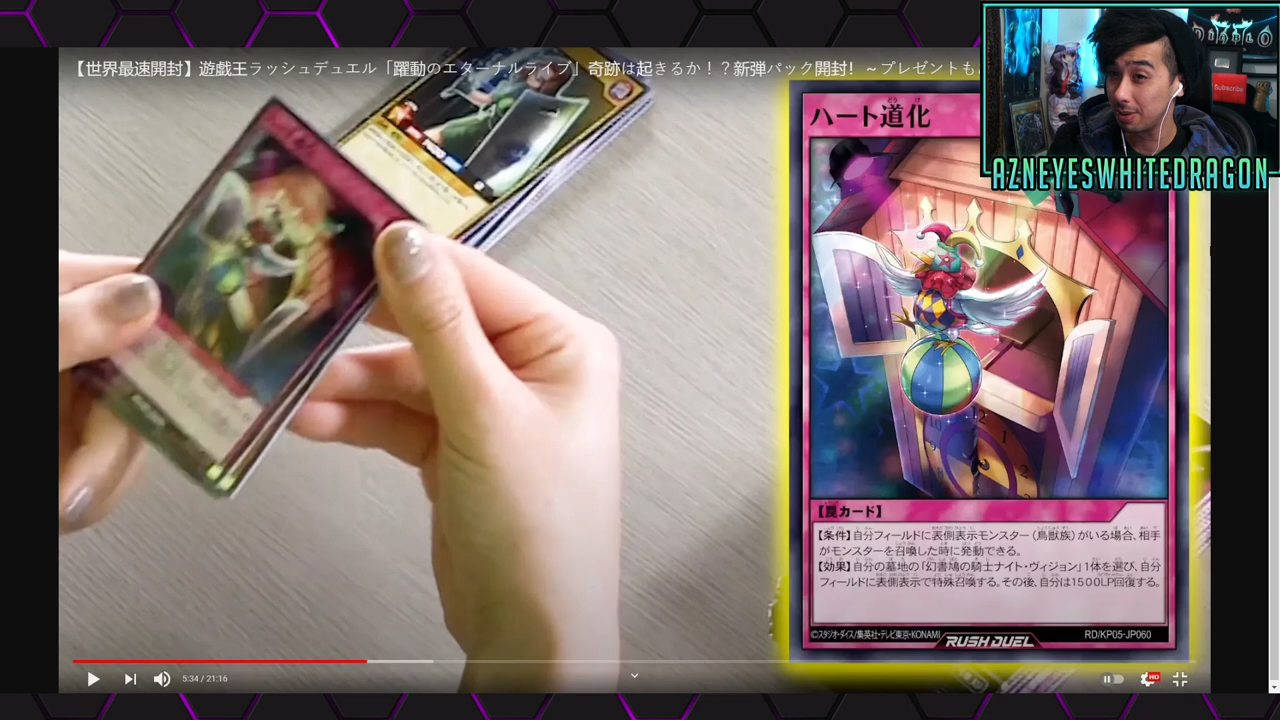 【世界最速開封】遊戯王ラッシュデュエル「躍動のエターナルライブ」奇跡は起きるか！？新弾パック開封！～プレゼントも
Subscribe
AZNEYESWHITEDRAGON
ハート道化
【罠カード】
【条件】自分フィールドに表側表示モンスター(鳥獣族)がいる場合、相手
がモンスターを召喚した時に発動できる。
【効果】自分の墓地の「幻書鳩の騎士ナイト・ヴィジョン」1体を選び、自分
フィールドに表側表示で特殊召喚する。その後、自分は1500LP回復する。
©スタジオ・ダイス/集英社・テレビ東京・KONAMI
RUSH DUEL
RD/KP05-JP060
5:34 / 21:16
HD